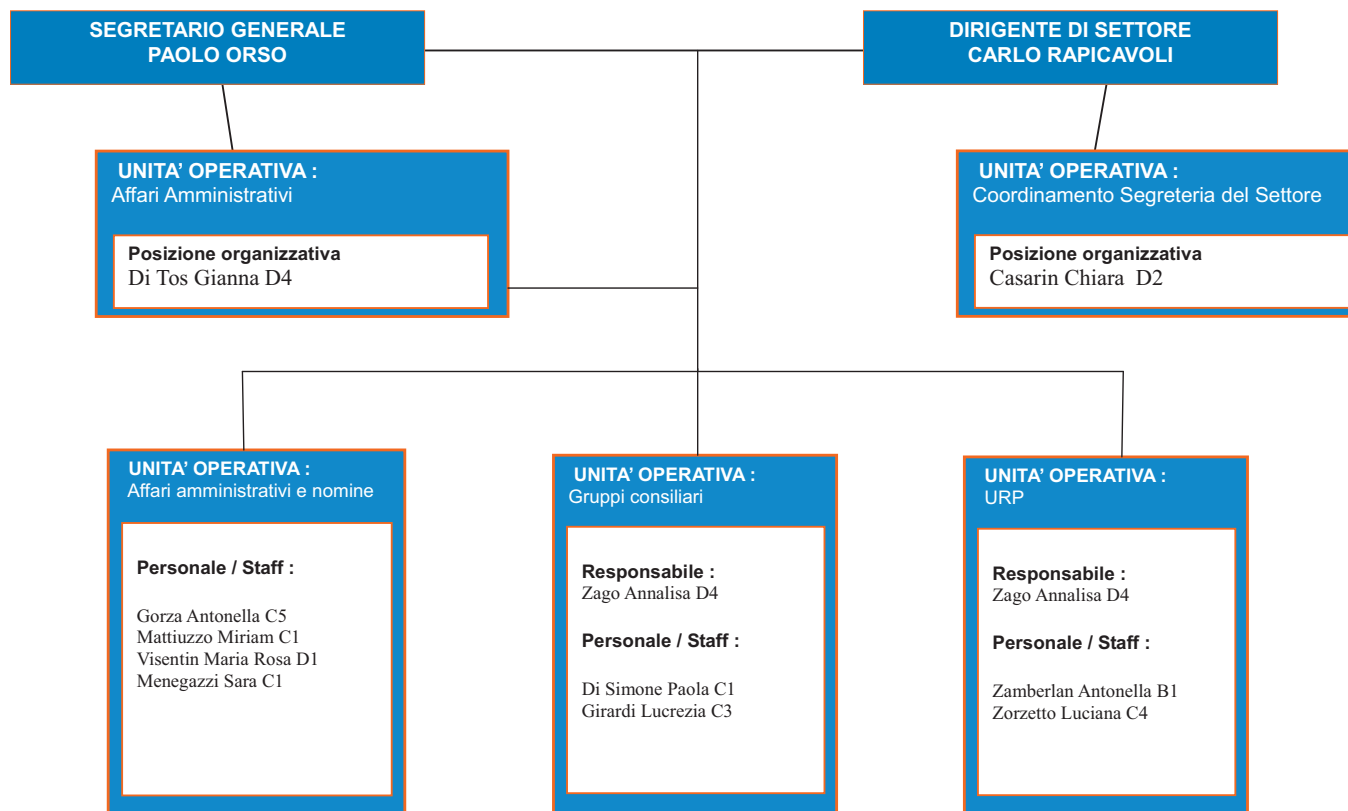 SEGRETARIO GENERALE
PAOLO ORSO
DIRIGENTE DI SETTORE
CARLO RAPICAVOLI
UNITA’ OPERATIVA :
Affari Amministrativi
Posizione organizzativa
Di Tos Gianna D4
UNITA’ OPERATIVA :
Coordinamento Segreteria del Settore
Posizione organizzativa
Casarin Chiara D2
UNITA’ OPERATIVA :
Affari amministrativi e nomine
Personale / Staff :
Gorza Antonella C5
Mattiuzzo Miriam C1
Visentin Maria Rosa D1
Menegazzi Sara C1
UNITA’ OPERATIVA :
Gruppi consiliari
Responsabile :
Zago Annalisa D4
Personale / Staff :
Di Simone Paola C1
Girardi Lucrezia C3
UNITA’ OPERATIVA :
URP
Responsabile :
Zago Annalisa D4
Personale / Staff :
Zamberlan Antonella B1
Zorzetto Luciana C4